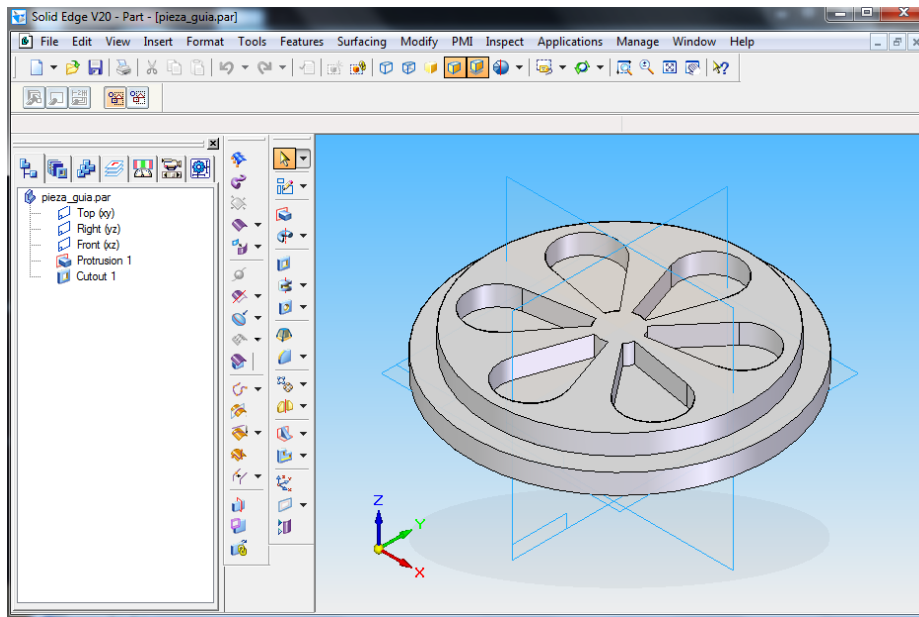 Solid Edge V20 - Part - [pieza_guia.par]
File Edit View Insert Format Tools Features Surfacing Modify PMI Inspect Applications Manage Window Help
pieza_guia.par
Top (xy)
Right (yz)
Front (xz)
Protrusion 1
Cutout 1
Z
Y
X